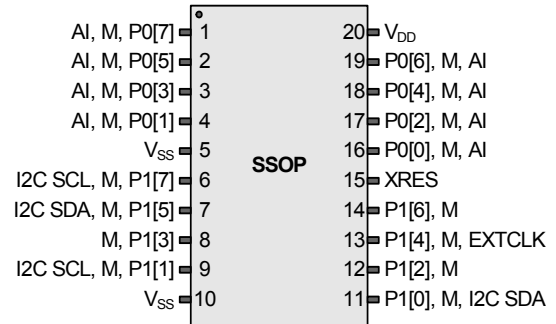 AI, M, P0[7] 1 20 VDD
AI, M, P0[5] 2 19 P0[6], M, AI
AI, M, P0[3] 3 18 P0[4], M, AI
AI, M, P0[1] 4 17 P0[2], M, AI
VSS 5 16 P0[0], M, AI
SSOP
I2C SCL, M, P1[7] 6 15 XRES
I2C SDA, M, P1[5] 7 14 P1[6], M
M, P1[3] 8 13 P1[4], M, EXTCLK
I2C SCL, M, P1[1] 9 12 P1[2], M
VSS 10 11 P1[0], M, I2C SDA